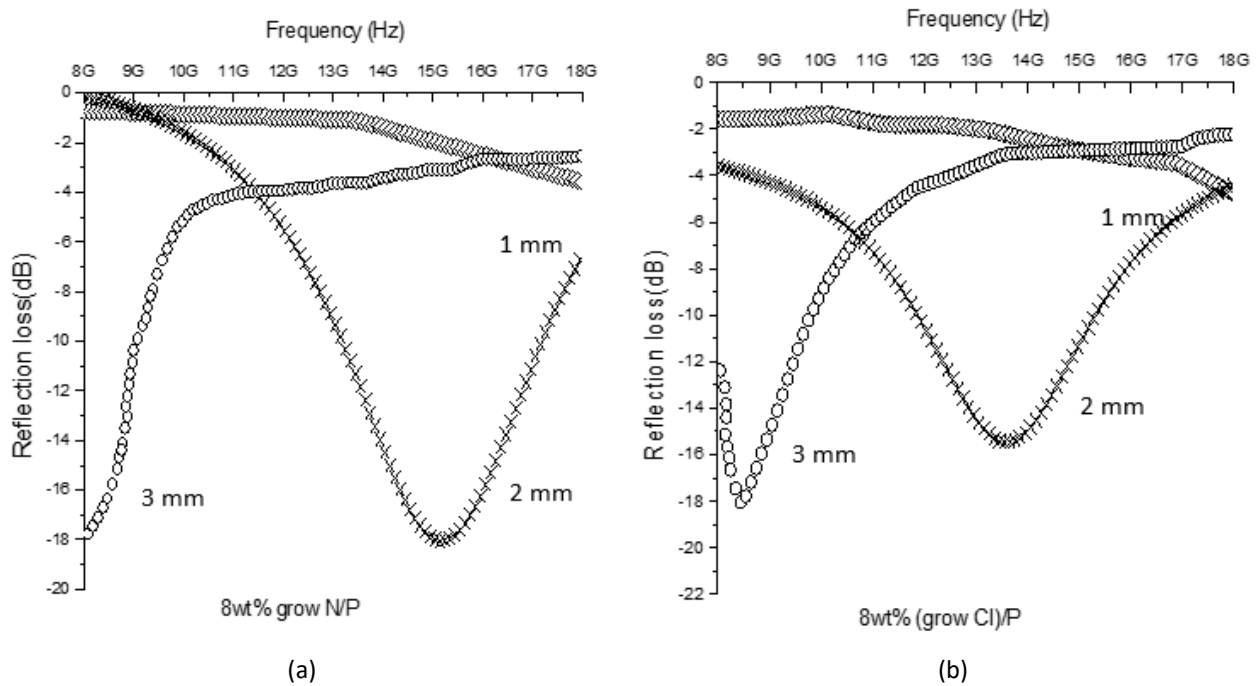 Frequency (Hz)
8G 9G 10G 11G 12G 13G 14G 15G 16G 17G 18G
0
-2
-4
-6
-8
-10
-12
-14
-16
-18
-20
Reflection loss(dB)
1 mm
2 mm
3 mm
8wt% grow N/P
(a)
Frequency (Hz)
8G 9G 10G 11G 12G 13G 14G 15G 16G 17G 18G
0
-2
-4
-6
-8
-10
-12
-14
-16
-18
-20
-22
Reflection loss(dB)
1 mm
2 mm
3 mm
8wt% (grow Cl)/P
(b)